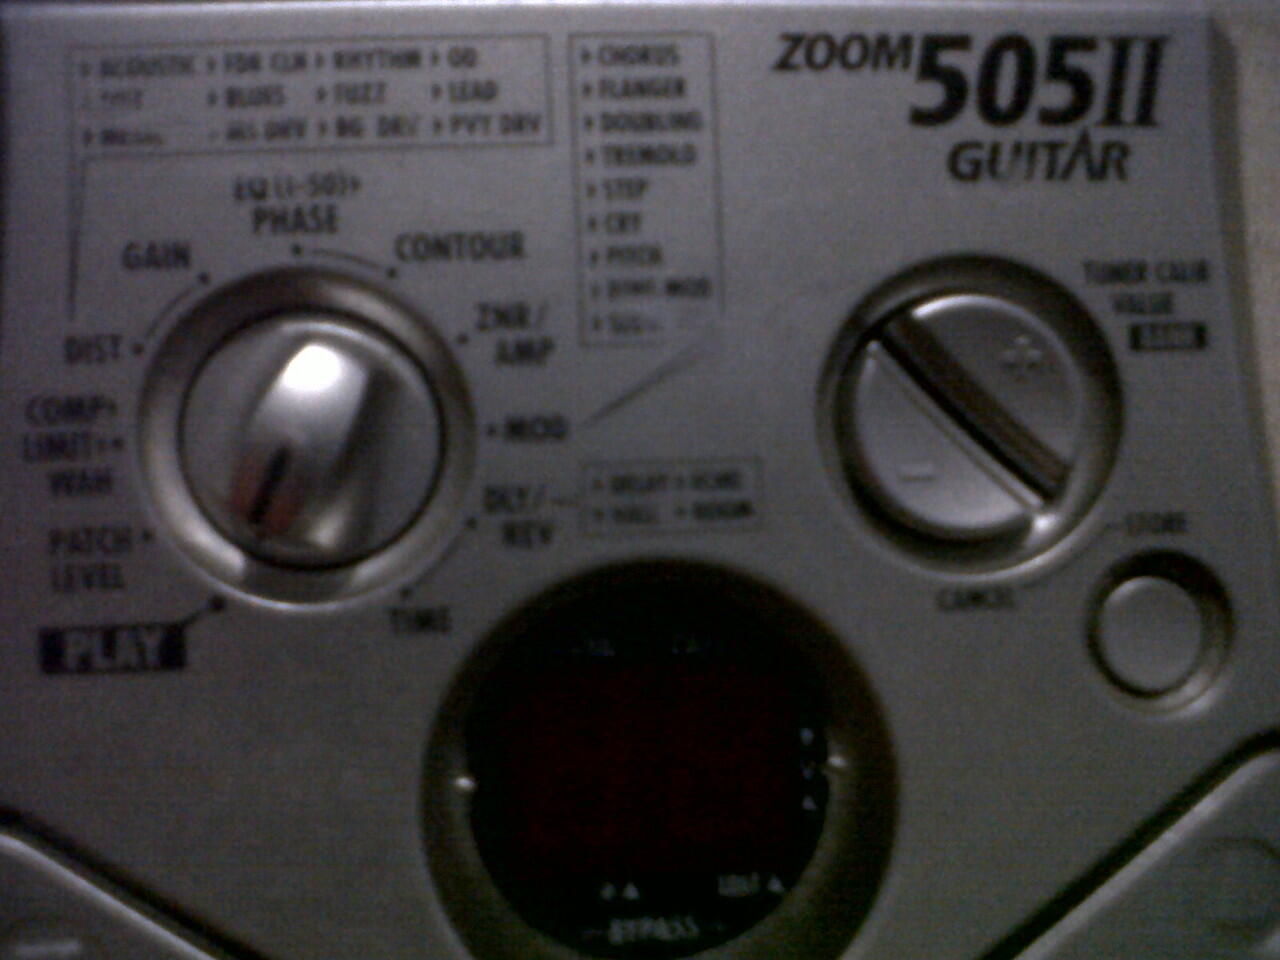 ZOOM 505II
GUITAR
ACOUSTIC FDR CLN RHYTHM OD
BLUES FUZZ LEAD
BG DRV PVY DRV
CHORUS
FLANGER
DOUBLING
TREMOLO
STEP
CRY
PITCH
EQ (1-50)
PHASE
GAIN
CONTOUR
DIST
ZNR/
AMP
COMP
LIMIT
WAH
MOD
DLY/
REV
DELAY ECHO
HALL ROOM
PATCH
LEVEL
PLAY
TIME
TUNER CALIB
VALUE
BANK
+
−
STORE
CANCEL
BYPASS